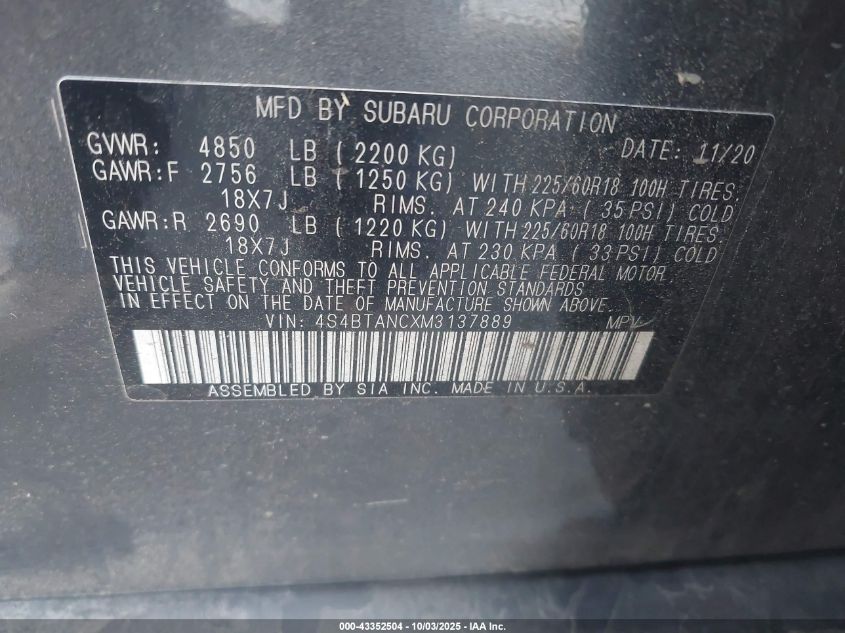 MFD BY SUBARU CORPORATION
GVWR: 4850 LB ( 2200 KG) DATE: 11/20
GAWR:F 2756 LB ( 1250 KG) WITH 225/60R18 100H TIRES.
18X7J RIMS. AT 240 KPA ( 35 PSI) COLD
GAWR:R 2690 LB ( 1220 KG) WITH 225/60R18 100H TIRES.
18X7J RIMS. AT 230 KPA ( 33 PSI) COLD
THIS VEHICLE CONFORMS TO ALL APPLICABLE FEDERAL MOTOR
VEHICLE SAFETY AND THEFT PREVENTION STANDARDS
IN EFFECT ON THE DATE OF MANUFACTURE SHOWN ABOVE.
VIN: 4S4BTANCXM3137889 MPV
ASSEMBLED BY SIA INC. MADE IN U.S.A.
000-43352504 - 10/03/2025 - IAA Inc.